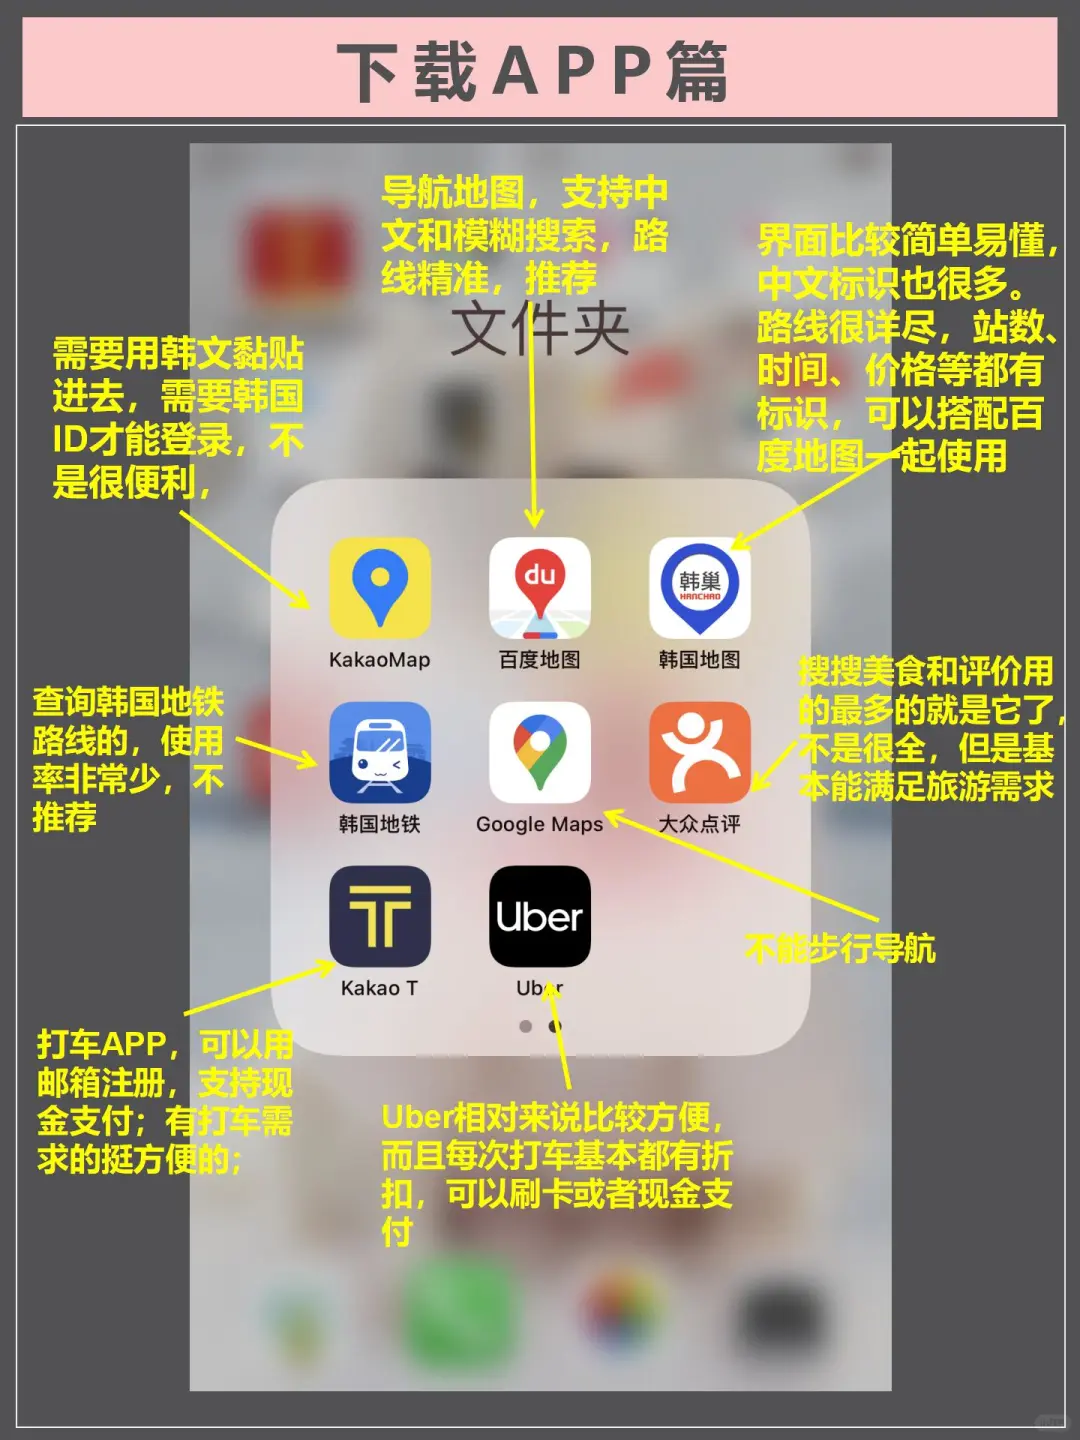 下载APP篇
导航地图，支持中
文和模糊搜索，路
线精准，推荐
文件夹
界面比较简单易懂，
中文标识也很多。
路线很详尽，站数、
时间、价格等都有
标识，可以搭配百
度地图一起使用
需要用韩文黏贴
进去，需要韩国
ID才能登录，不
是很便利，
du
韩巢
HANCHAO
KakaoMap
百度地图
韩国地图
查询韩国地铁
路线的，使用
率非常少，不
推荐
搜搜美食和评价用
的最多的就是它了，
不是很全，但是基
本能满足旅游需求
韩国地铁
Google Maps
大众点评
T
Uber
不能步行导航
Kakao T
Uber
打车APP，可以用
邮箱注册，支持现
金支付；有打车需
求的挺方便的；
Uber相对来说比较方便，
而且每次打车基本都有折
扣，可以刷卡或者现金支
付